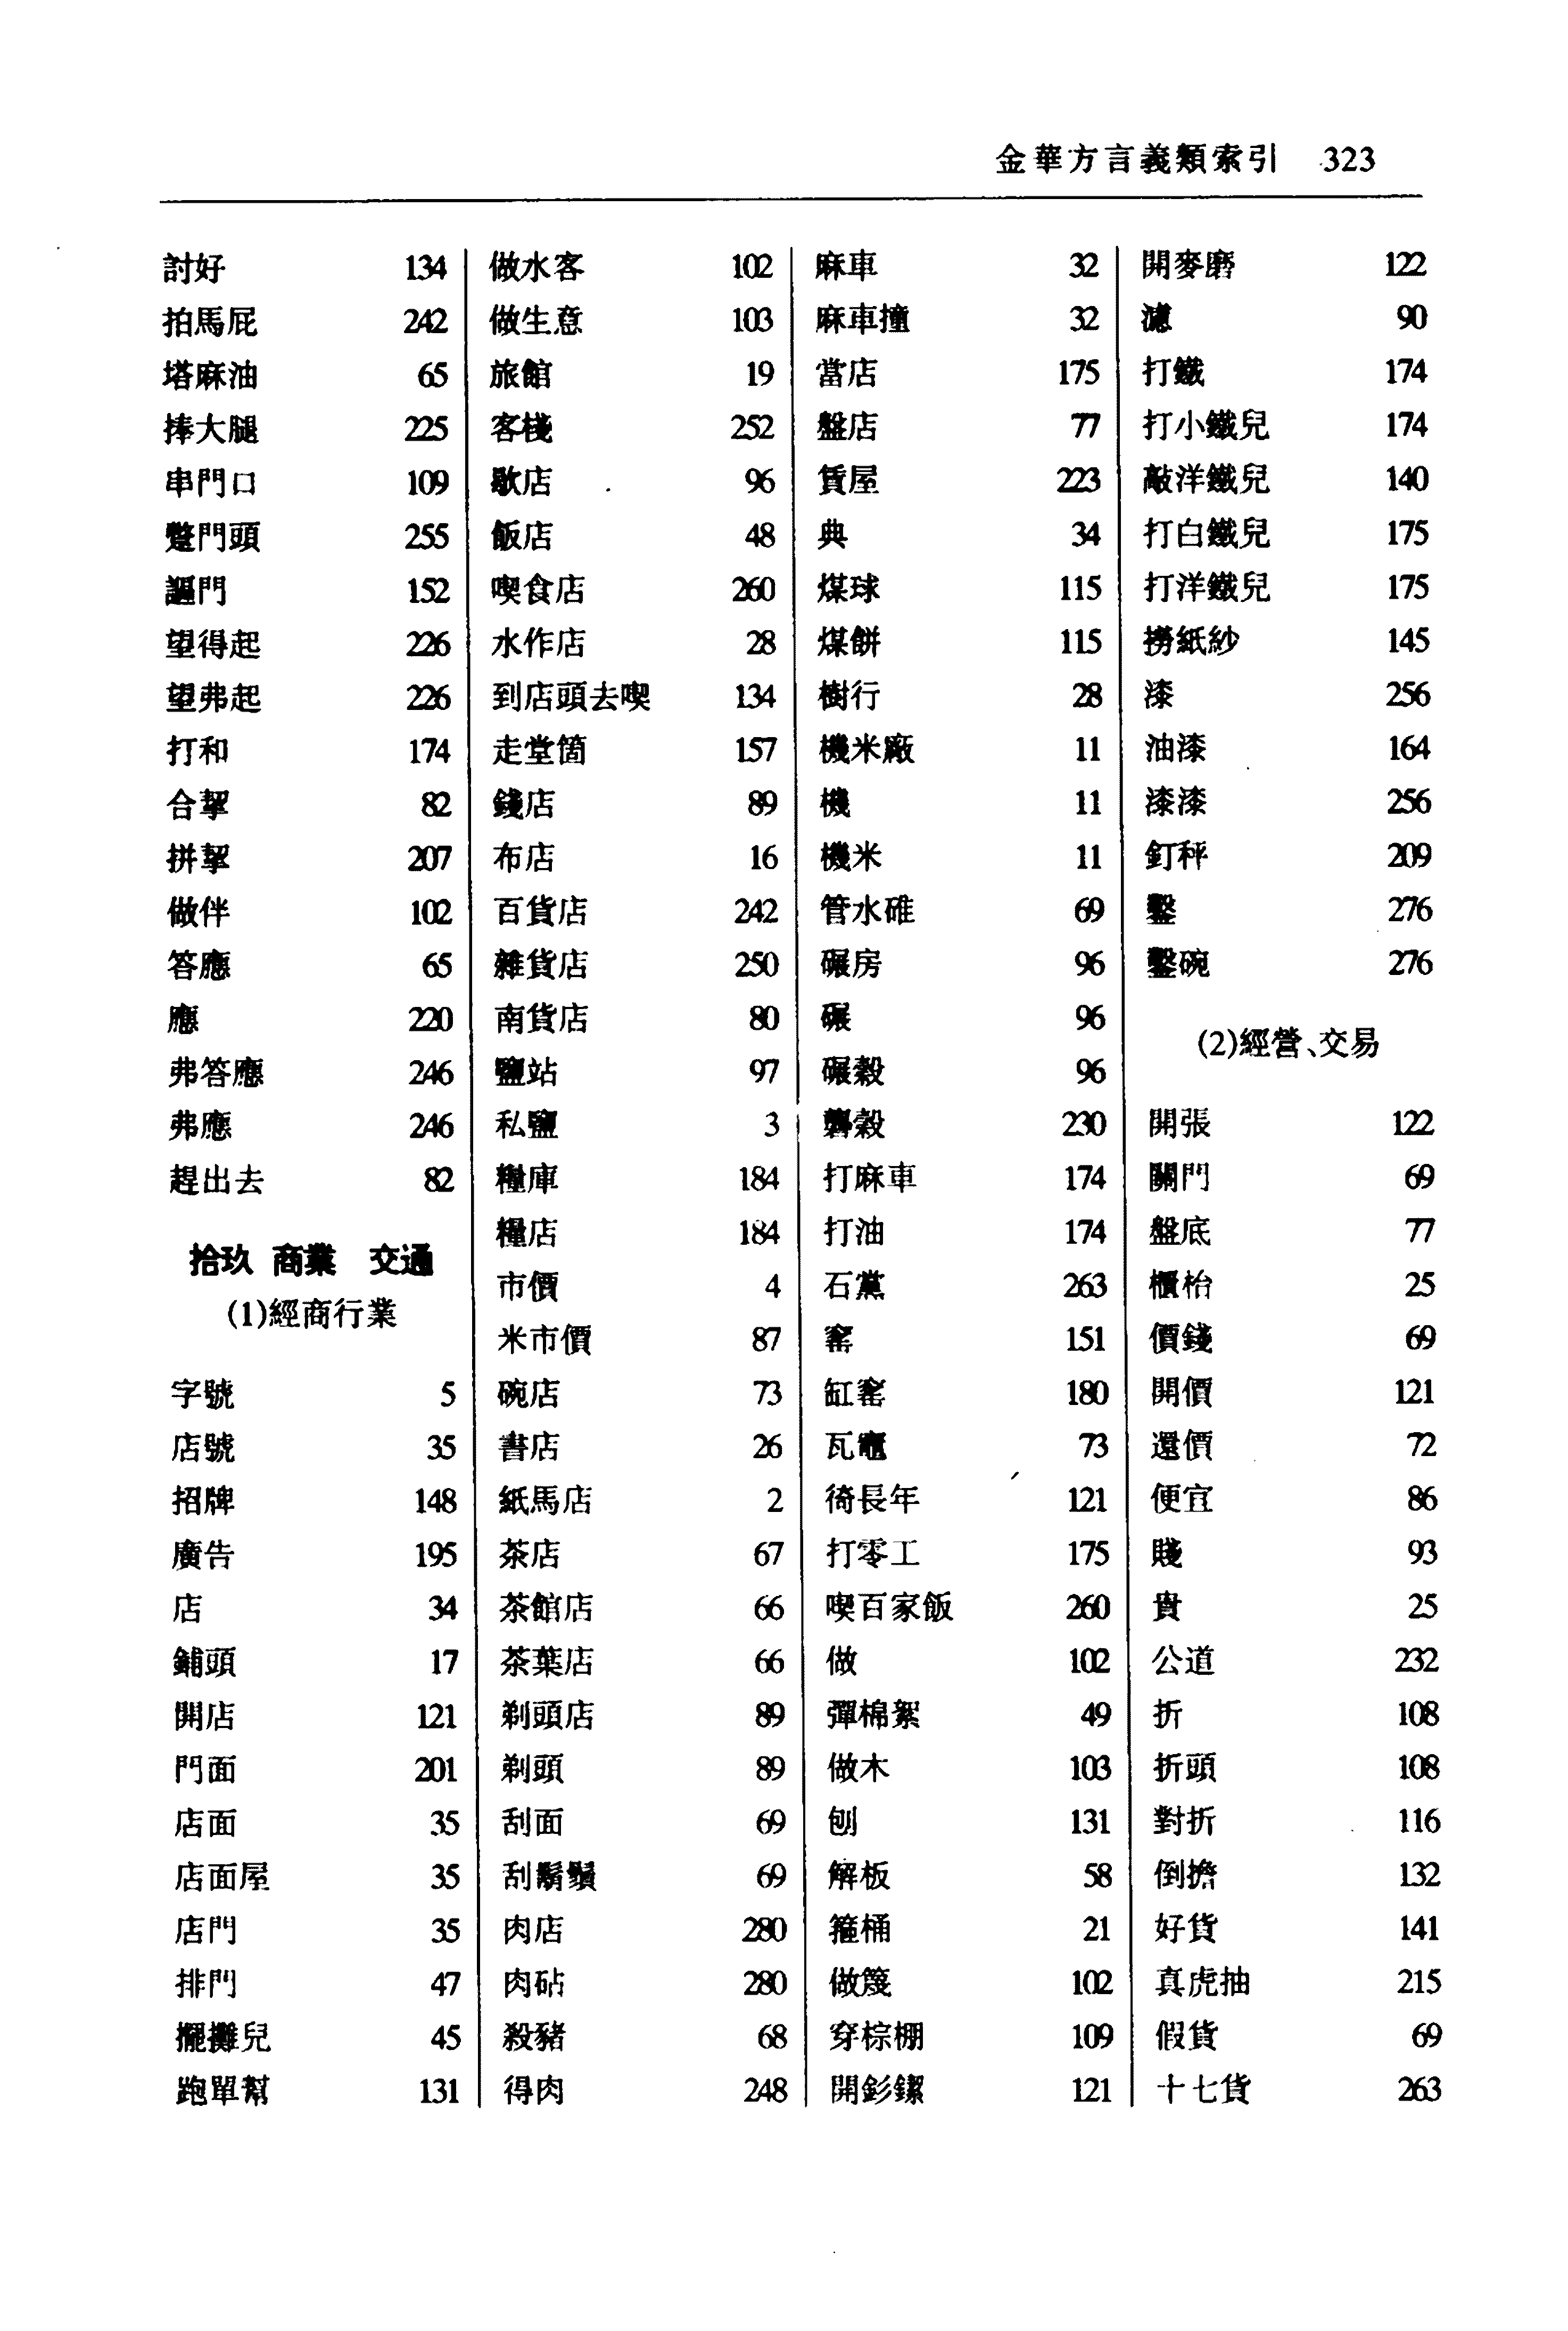 金華方言義類索引 323
討好 134
拍馬屁 242
塔麻油 65
捧大腿 225
串門口 109
躄門頭 255
門 152
望得起 226
望弗起 226
打和 174
合挐 82
拼挐 207
做伴 102
答應 65
應 220
弗答應 246
弗應 246
趕出去 82
拾玖 商業 交通
(1)經商行業
字號 5
店號 35
招牌 148
廣告 195
店 34
鋪頭 17
開店 121
門面 201
店面 35
店面屋 35
店門 35
排門 47
擺攤兒 45
跑單幫 131
做水客 102
做生意 103
旅館 19
客棧 252
歇店 96
飯店 48
喫食店 260
水作店 28
到店頭去喫 134
走堂箇 157
錢店 89
布店 16
百貨店 242
雜貨店 250
南貨店 80
鹽站 97
私鹽 3
糧庫 184
糧店 184
市價 4
米市價 87
碗店 73
書店 26
紙馬店 2
茶店 67
茶館店 66
茶葉店 66
剃頭店 89
剃頭 89
刮面 69
刮鬍鬚 69
肉店 280
肉砧 280
殺豬 68
得肉 248
麻車 32
麻車撞 32
當店 175
盤店 77
賃屋 223
典 34
煤球 115
煤餅 115
樹行 28
機米廠 11
機 11
機米 11
管水碓 69
碾房 96
碾 96
碾穀 96
礱穀 230
打麻車 174
打油 174
石窯 263
窯 151
缸窯 180
瓦竈 73
徛長年 121
打零工 175
喫百家飯 260
做 102
彈棉絮 49
做木 103
刨 131
解板 58
箍桶 21
做篾 102
穿棕棚 109
開鈔鑼 121
開麥磨 122
濾 90
打鐵 174
打小鐵兒 174
敲洋鐵兒 140
打白鐵兒 175
打洋鐵兒 175
撈紙紗 145
漆 256
油漆 164
漆漆 256
釘秤 209
鑿 276
鑿碗 276
(2)經營、交易
開張 122
關門 69
盤底 77
櫃枱 25
價錢 69
開價 121
還價 72
便宜 86
賤 93
貴 25
公道 232
折 108
折頭 108
對折 116
倒擔 132
好貨 141
真虎抽 215
假貨 69
十七貨 263